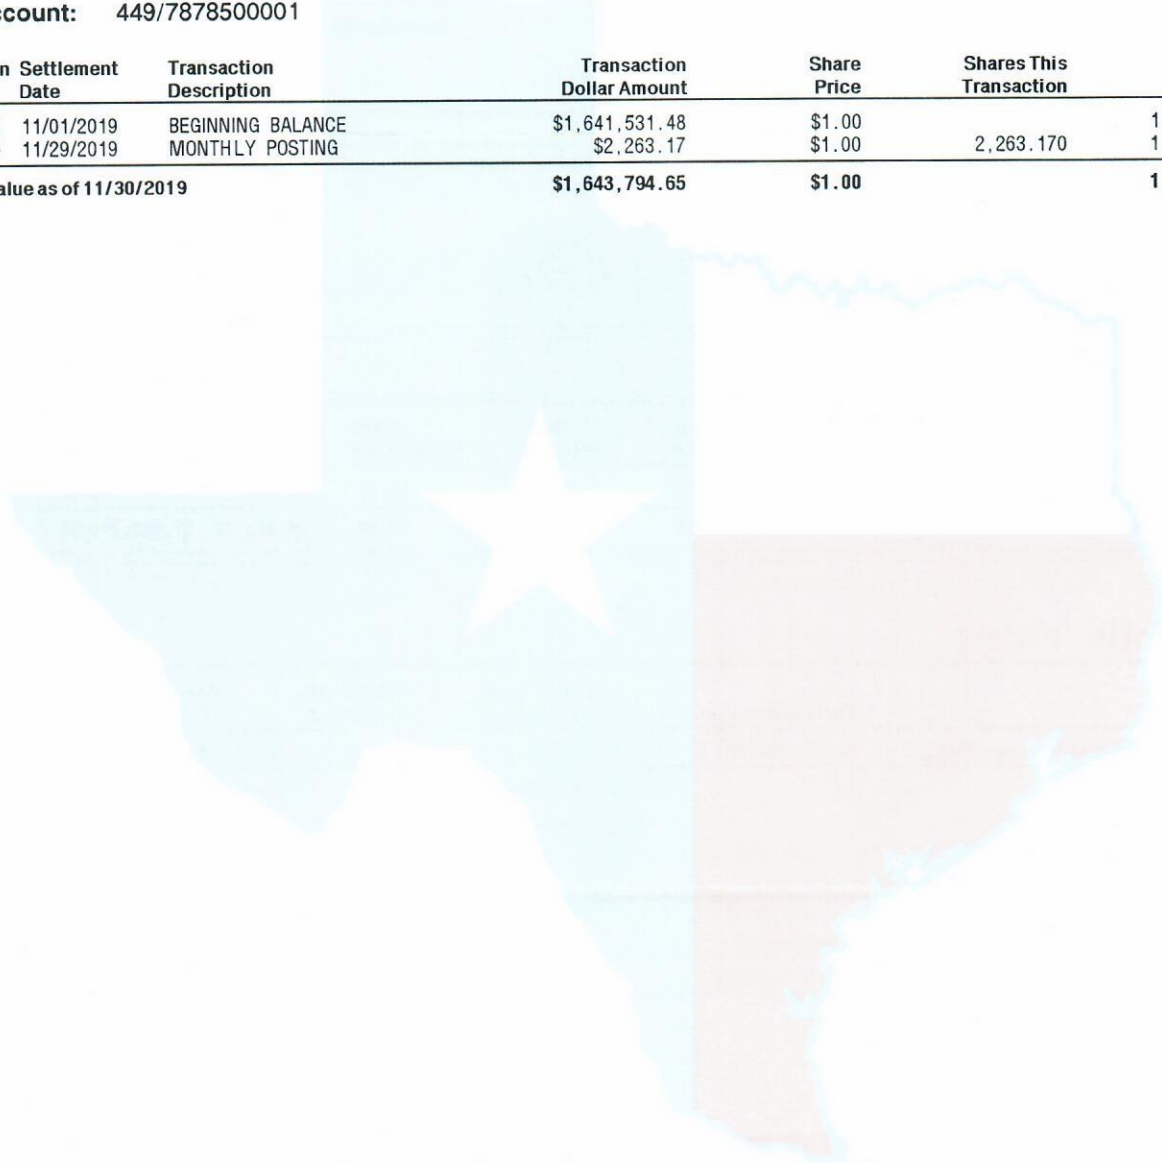 ccount: 449/7878500001
n Settlement Transaction Transaction Share Shares This
Date Description Dollar Amount Price Transaction
11/01/2019 BEGINNING BALANCE $1,641,531.48 $1.00 1
11/29/2019 MONTHLY POSTING $2,263.17 $1.00 2,263.170 1
alue as of 11/30/2019 $1,643,794.65 $1.00 1